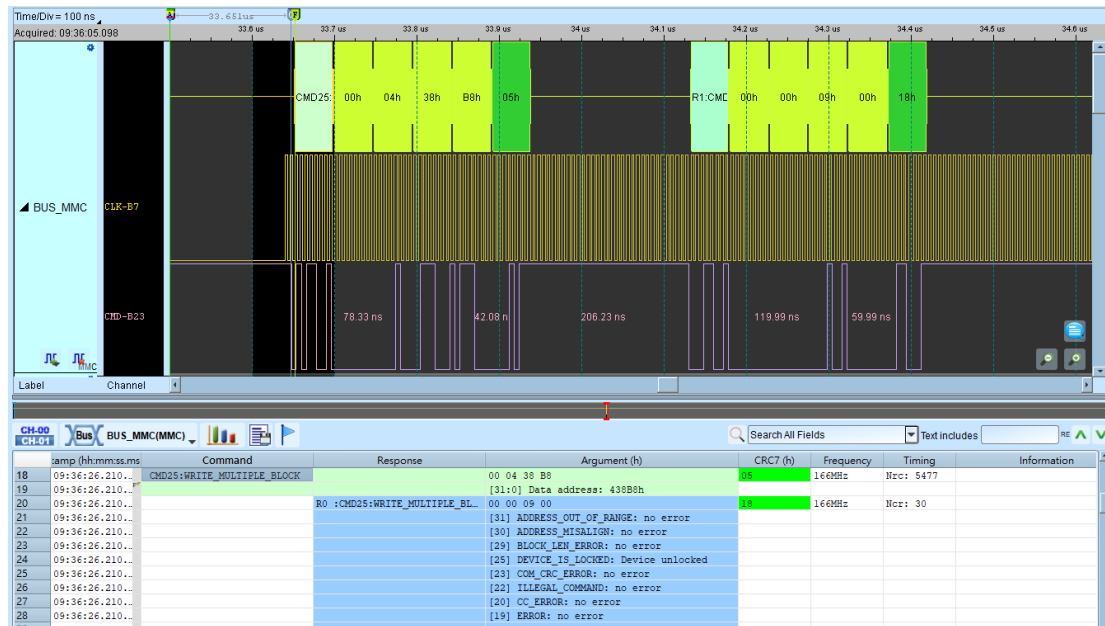 Time/Div = 100 ns
33.651us
F
Acquired: 09:36:05.098
33.6 us 33.7 us 33.8 us 33.9 us 34 us 34.1 us 34.2 us 34.3 us 34.4 us 34.5 us 34.6 us
CMD25: 00h 04h 38h B8h 05h R1:CME 00h 00h 09h 00h 18h
BUS_MMC CLK-B7
CMD-B23 78.33 ns 42.08 n 206.23 ns 119.99 ns 59.99 ns
MMC
Label Channel
CH-00
CH-01
Bus BUS_MMC(MMC) Search All Fields Text includes RE
:amp (hh:mm:ss.ms Command Response Argument (h) CRC7 (h) Frequency Timing Information
18 09:36:26.210... CMD25:WRITE_MULTIPLE_BLOCK 00 04 38 B8 05 166MHz Nrc: 5477
19 09:36:26.210... [31:0] Data address: 438B8h
20 09:36:26.210... R0 :CMD25:WRITE_MULTIPLE_BL... 00 00 09 00 18 166MHz Ncr: 30
21 09:36:26.210... [31] ADDRESS_OUT_OF_RANGE: no error
22 09:36:26.210... [30] ADDRESS_MISALIGN: no error
23 09:36:26.210... [29] BLOCK_LEN_ERROR: no error
24 09:36:26.210... [25] DEVICE_IS_LOCKED: Device unlocked
25 09:36:26.210... [23] COM_CRC_ERROR: no error
26 09:36:26.210... [22] ILLEGAL_COMMAND: no error
27 09:36:26.210... [20] CC_ERROR: no error
28 09:36:26.210... [19] ERROR: no error